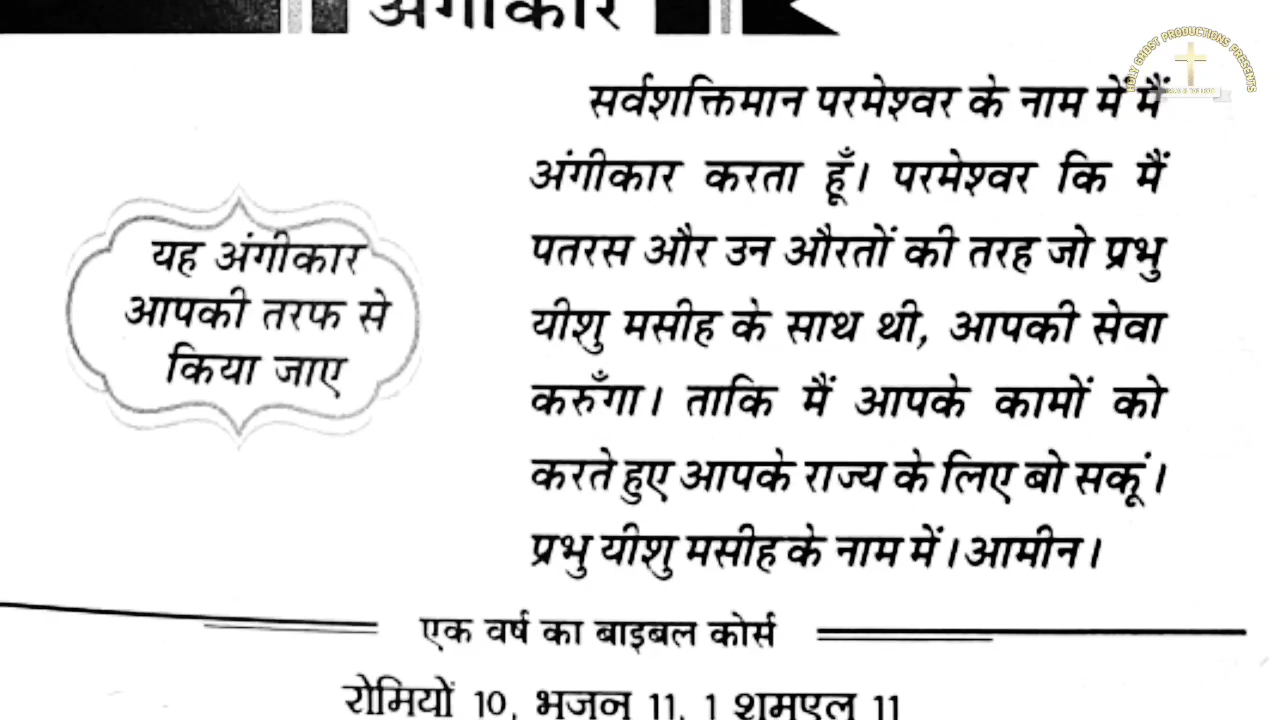 अंगीकार
HOLY GHOST PRODUCTIONS PRESENTS
सर्वशक्तिमान परमेश्वर के नाम में मैं
अंगीकार करता हूँ। परमेश्वर कि मैं
पतरस और उन औरतों की तरह जो प्रभु
यीशु मसीह के साथ थी, आपकी सेवा
करुँगा। ताकि मैं आपके कामों को
करते हुए आपके राज्य के लिए बो सकूं।
प्रभु यीशु मसीह के नाम में। आमीन।
यह अंगीकार
आपकी तरफ से
किया जाए
एक वर्ष का बाइबल कोर्स
रोमियों 10, भजन 11, 1 शमूएल 11